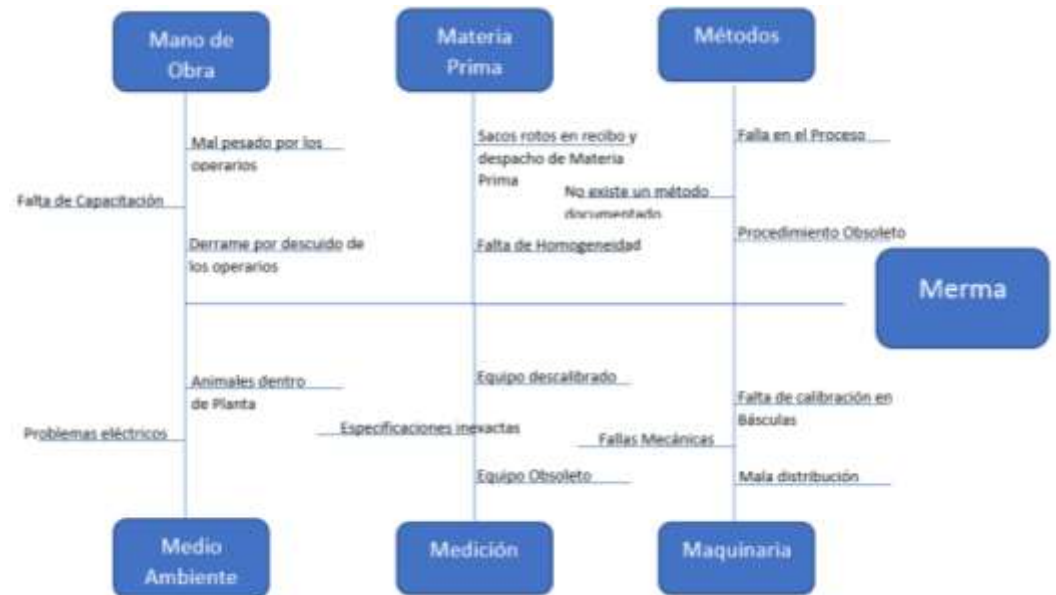 Mano de
Obra
Materia
Prima
Métodos
Mal pesado por los
operarios
Sacos rotos en recibo y
despacho de Materia
Prima
Falla en el Proceso
Falta de Capacitación
No existe un método
documentado
Derrame por descuido de
los operarios
Falta de Homogeneidad
Procedimiento Obsoleto
Merma
Animales dentro
de Planta
Equipo descalibrado
Falta de calibración en
Básculas
Problemas eléctricos
Especificaciones inexactas
Fallas Mecánicas
Equipo Obsoleto
Mala distribución
Medio
Ambiente
Medición
Maquinaria